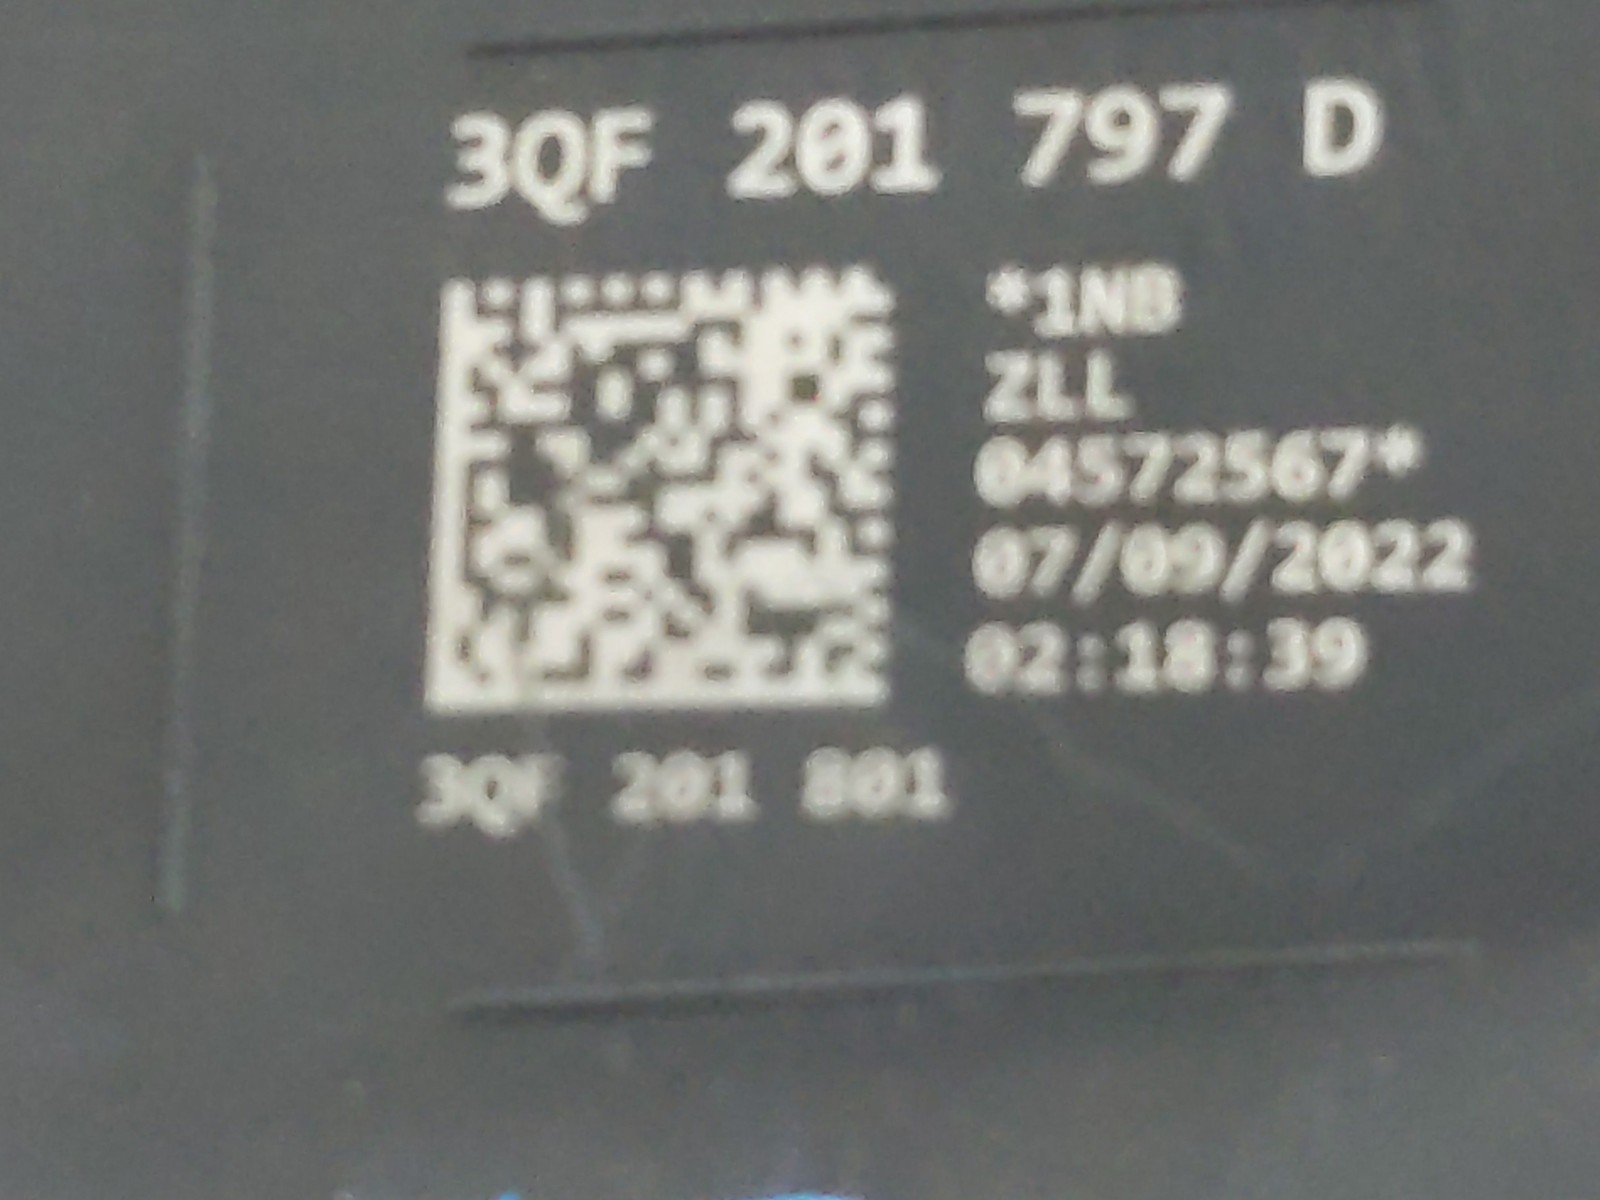 3QF 201 797 D
*1NB
ZLL
04572567*
07/09/2022
02:18:39
3QF 201 801